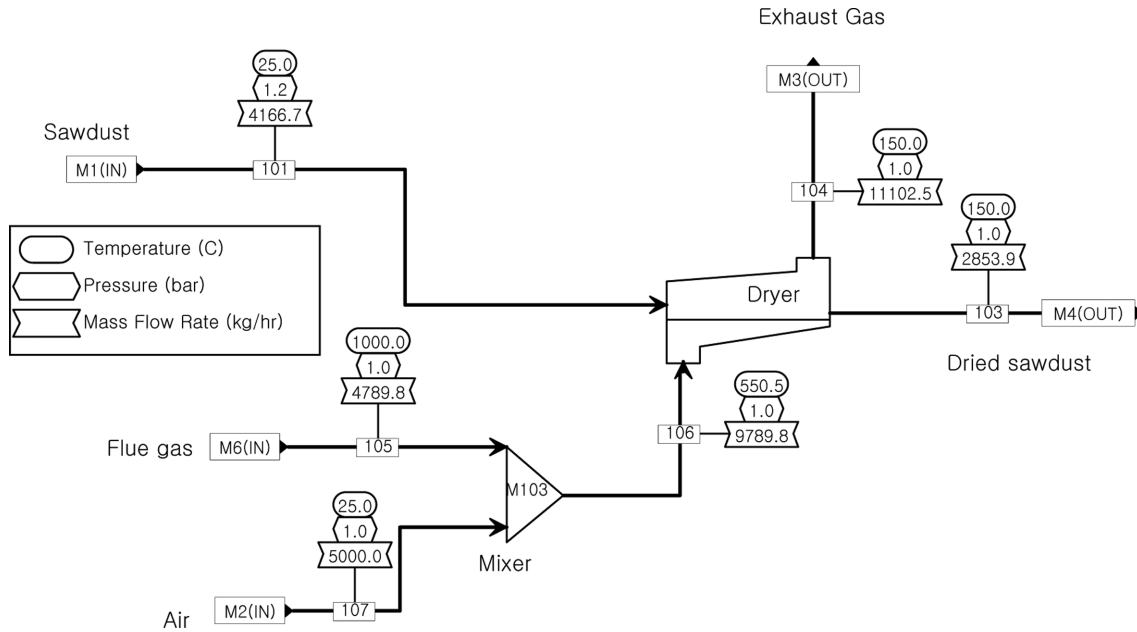 Exhaust Gas
M3(OUT)
25.0
1.2
4166.7
Sawdust
M1(IN)
101
150.0
1.0
11102.5
104
150.0
1.0
2853.9
103
M4(OUT)
Dried sawdust
Temperature (C)
Pressure (bar)
Mass Flow Rate (kg/hr)
Dryer
1000.0
1.0
4789.8
Flue gas
M6(IN)
105
550.5
1.0
9789.8
106
M103
Mixer
25.0
1.0
5000.0
Air
M2(IN)
107